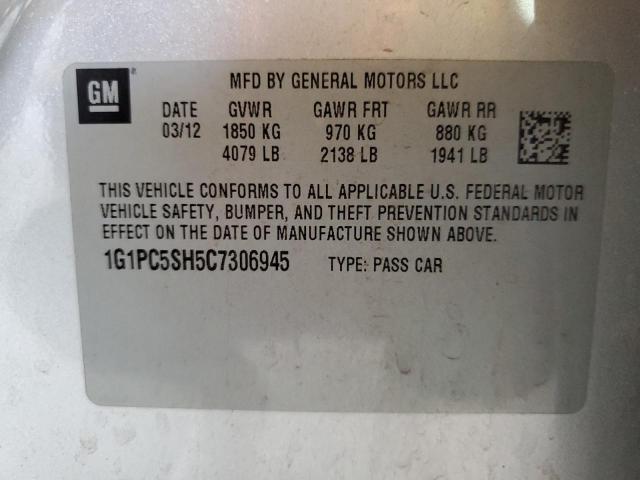 GM
®
MFD BY GENERAL MOTORS LLC
DATE GVWR GAWR FRT GAWR RR
03/12 1850 KG 970 KG 880 KG
4079 LB 2138 LB 1941 LB
THIS VEHICLE CONFORMS TO ALL APPLICABLE U.S. FEDERAL MOTOR
VEHICLE SAFETY, BUMPER, AND THEFT PREVENTION STANDARDS IN
EFFECT ON THE DATE OF MANUFACTURE SHOWN ABOVE.
1G1PC5SH5C7306945 TYPE: PASS CAR